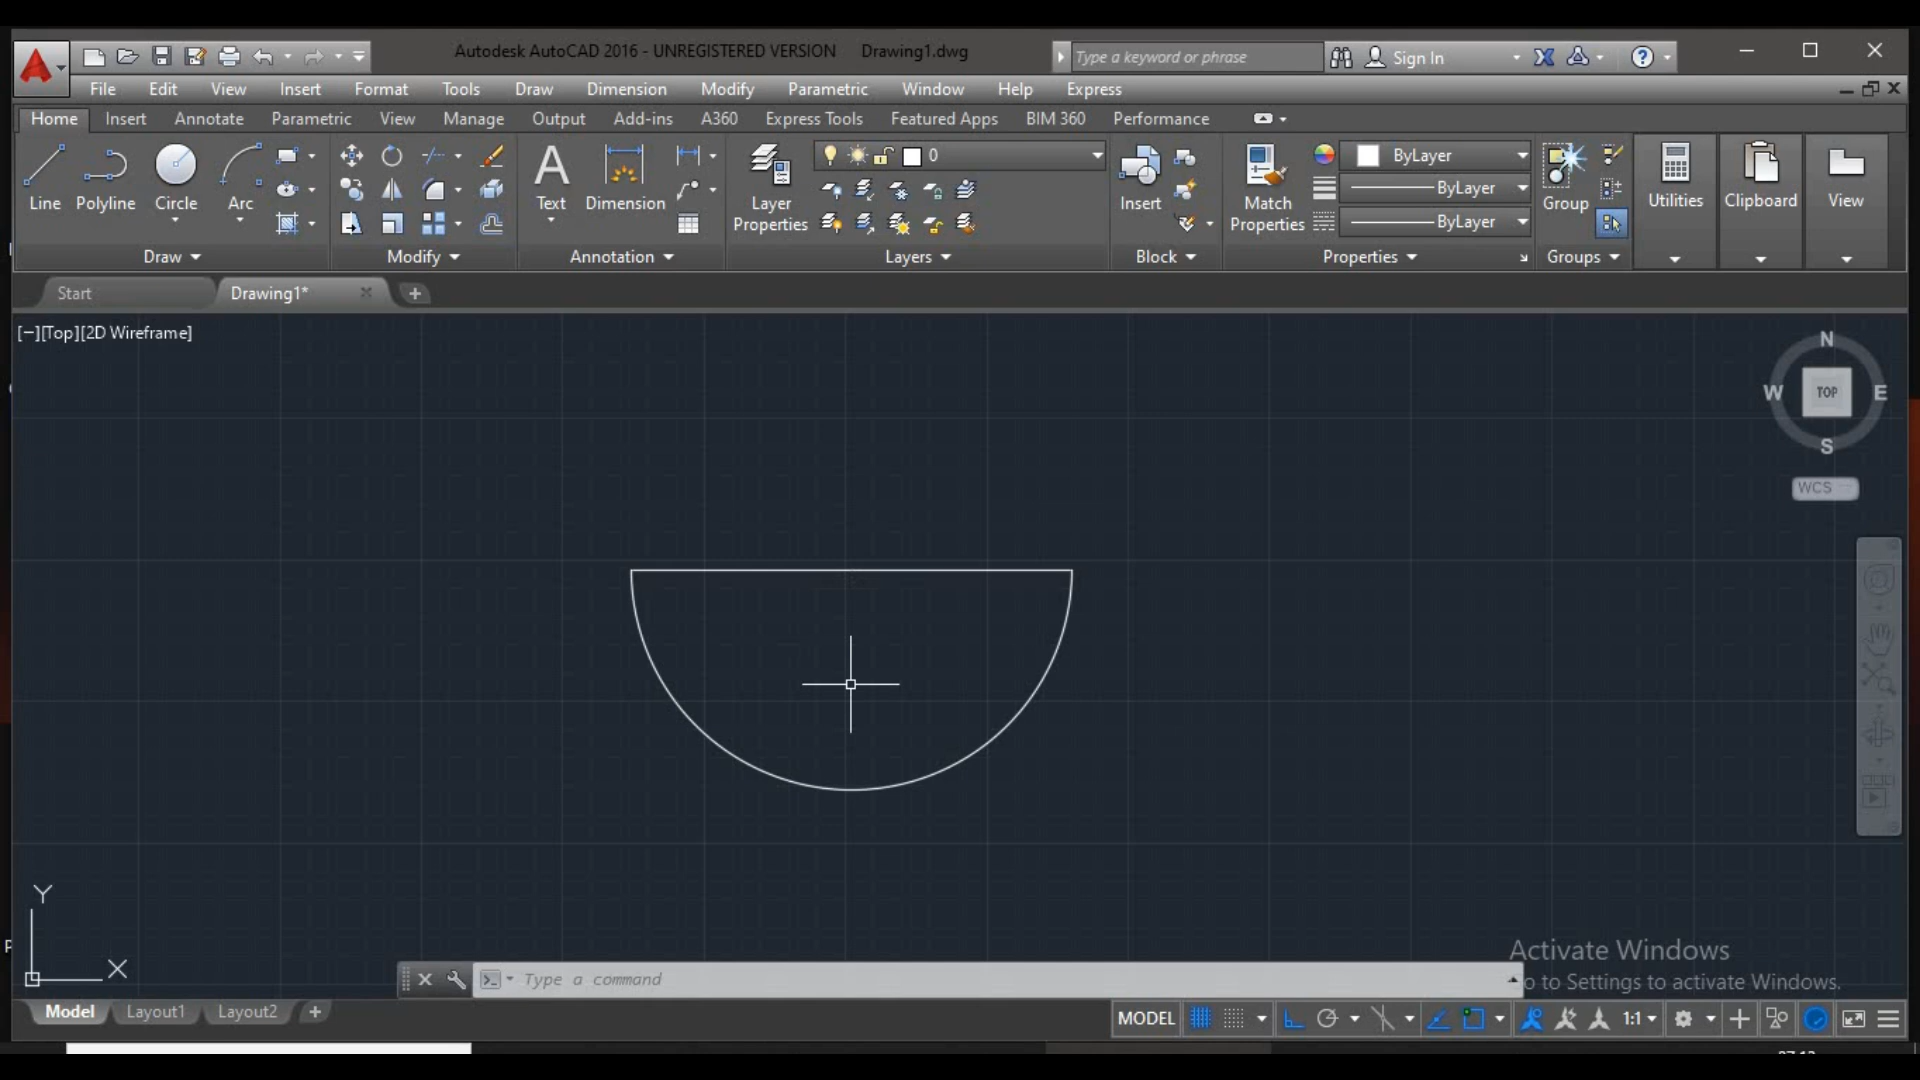 Autodesk AutoCAD 2016 - UNREGISTERED VERSION Drawing1.dwg
Type a keyword or phrase
Sign In
File Edit View Insert Format Tools Draw Dimension Modify Parametric Window Help Express
Home Insert Annotate Parametric View Manage Output Add-ins A360 Express Tools Featured Apps BIM 360 Performance
0
ByLayer
ByLayer
ByLayer
Line Polyline Circle Arc
Text Dimension
Layer Properties
Insert
Match Properties
Group
Utilities
Clipboard
View
Draw Modify Annotation Layers Block Properties Groups
Start Drawing1*
[−][Top][2D Wireframe]
N
W TOP E
S
WCS
Y
X
Activate Windows
o to Settings to activate Windows.
Type a command
Model Layout1 Layout2
MODEL 1:1